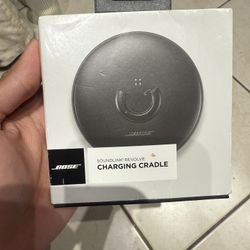 BOSE
SOUNDLINK® REVOLVE
CHARGING CRADLE